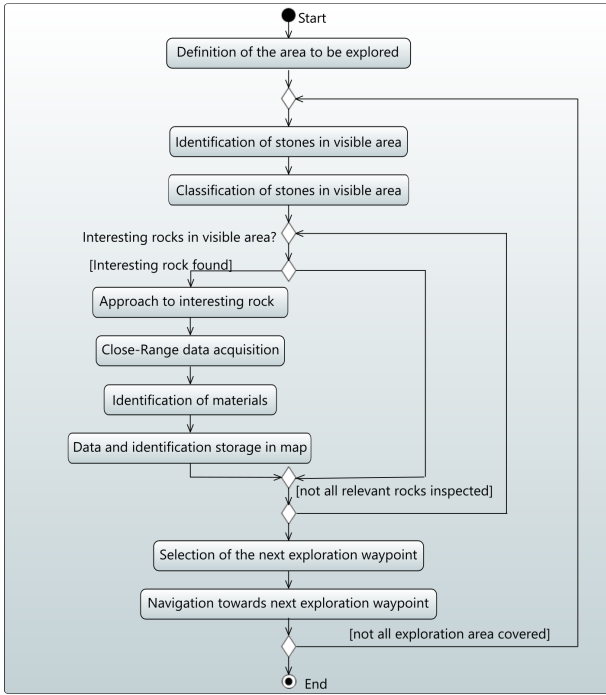 Start
Definition of the area to be explored
Identification of stones in visible area
Classification of stones in visible area
Interesting rocks in visible area?
[Interesting rock found]
Approach to interesting rock
Close-Range data acquisition
Identification of materials
Data and identification storage in map
[not all relevant rocks inspected]
Selection of the next exploration waypoint
Navigation towards next exploration waypoint
[not all exploration area covered]
End